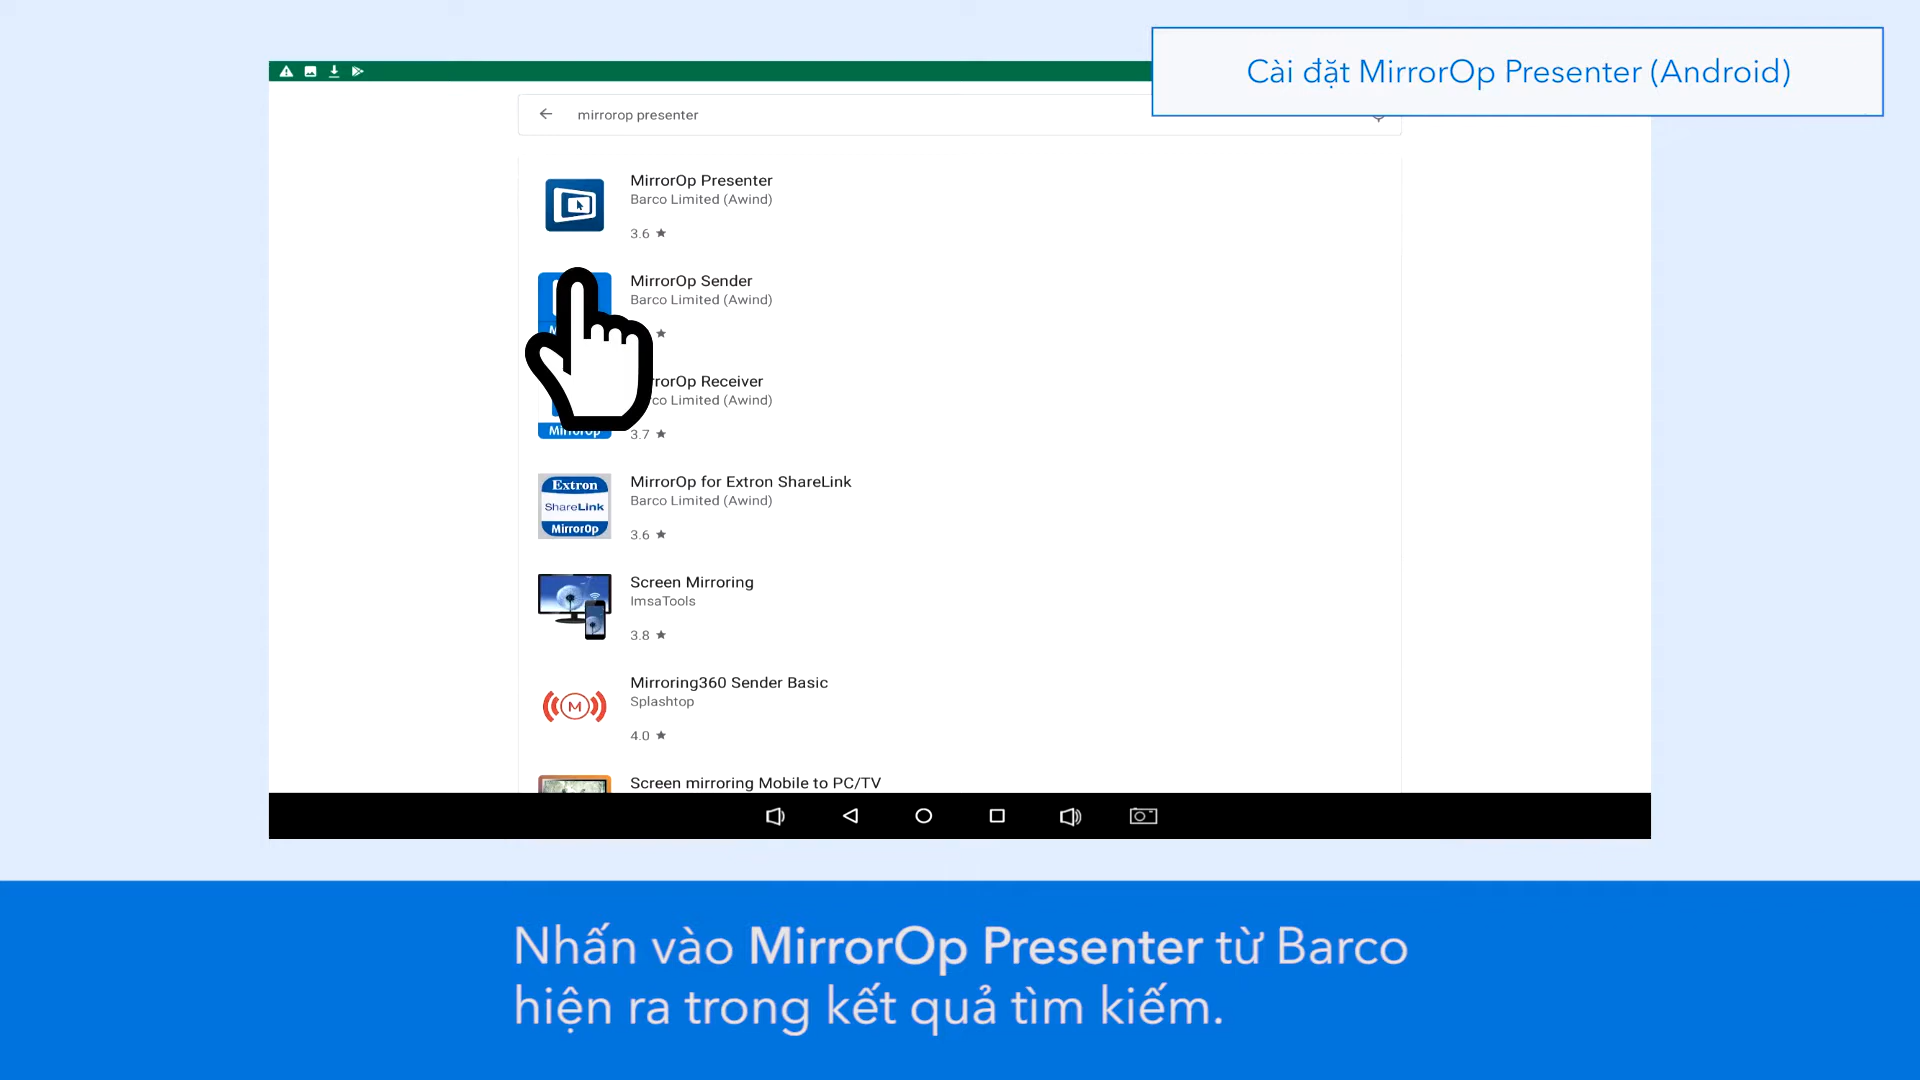 Cài đặt MirrorOp Presenter (Android)
mirrorop presenter
MirrorOp Presenter
Barco Limited (Awind)
3.6 ★
MirrorOp Sender
Barco Limited (Awind)
★
rorOp Receiver
co Limited (Awind)
MirrorOp
3.7 ★
Extron
ShareLink
MirrorOp
MirrorOp for Extron ShareLink
Barco Limited (Awind)
3.6 ★
Screen Mirroring
ImsaTools
3.8 ★
M
Mirroring360 Sender Basic
Splashtop
4.0 ★
Screen mirroring Mobile to PC/TV
Nhấn vào MirrorOp Presenter từ Barco
hiện ra trong kết quả tìm kiếm.